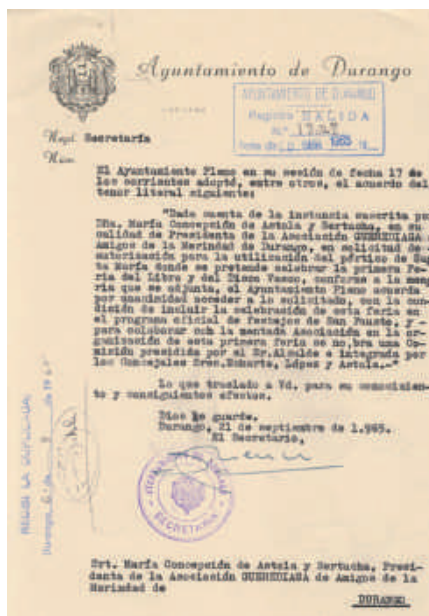 Ayuntamiento de Durango
AYUNTAMIENTO DE DURANGO
Registro SALIDA
N.º
Negd. Secretaría
Núm.
El Ayuntamiento Pleno en su sesión de fecha 17 de
los corrientes adoptó, entre otros, el acuerdo del
tenor literal siguiente:
"Dada cuenta de la instancia suscrita por
Dña. María Concepción de Astola y Bertucha, en su
calidad de Presidenta de la Asociación GUEREDIAGA de
Amigos de la Merindad de Durango, en solicitud de
autorización para la utilización del pórtico de San
ta María donde se pretende celebrar la primera Fe-
ria del Libro y del Disco Vasco, conforme a la memo
ria que se adjunta, el Ayuntamiento Pleno acuerda -
por unanimidad acceder a lo solicitado, con la con-
dición de incluir la celebración de esta feria en
el programa oficial de festejos de San Fausto, y -
para colaborar con la mentada Asociación en la or-
ganización de esta primera feria se nombra una Co-
misión presidida por el Sr. Alcalde e integrada por
los Concejales Sres. López y Astola.-"
Lo que traslado a Vd. para su conocimien-
to y consiguientes efectos.
Dios le guarde.
Durango, 21 de septiembre de 1.965.
El Secretario,
SECRETARIA
Srt. María Concepción de Astola y Bertucha, Presi-
denta de la Asociación GUEREDIAGA de Amigos de la
Merindad de
DURANGO